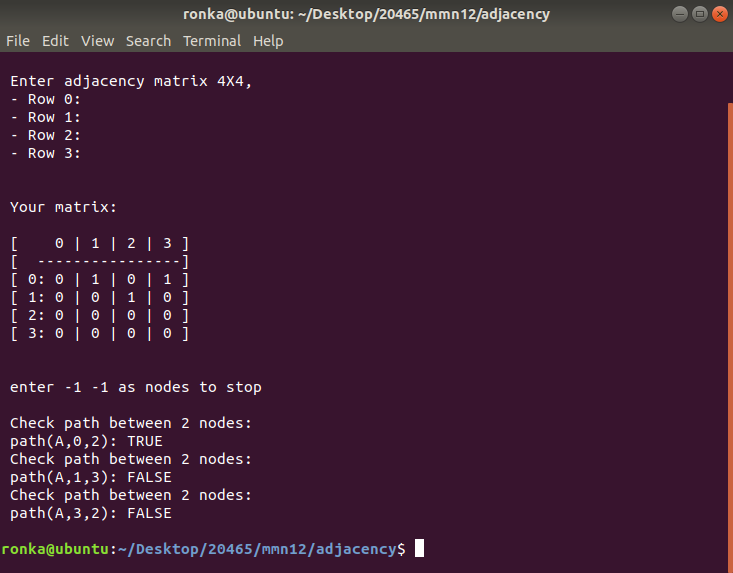 ronka@ubuntu: ~/Desktop/20465/mmn12/adjacency
File Edit View Search Terminal Help
Enter adjacency matrix 4X4,
- Row 0:
- Row 1:
- Row 2:
- Row 3:
Your matrix:
[    0 | 1 | 2 | 3 ]
[  ----------------]
[ 0: 0 | 1 | 0 | 1 ]
[ 1: 0 | 0 | 1 | 0 ]
[ 2: 0 | 0 | 0 | 0 ]
[ 3: 0 | 0 | 0 | 0 ]
enter -1 -1 as nodes to stop
Check path between 2 nodes:
path(A,0,2): TRUE
Check path between 2 nodes:
path(A,1,3): FALSE
Check path between 2 nodes:
path(A,3,2): FALSE
ronka@ubuntu:~/Desktop/20465/mmn12/adjacency$